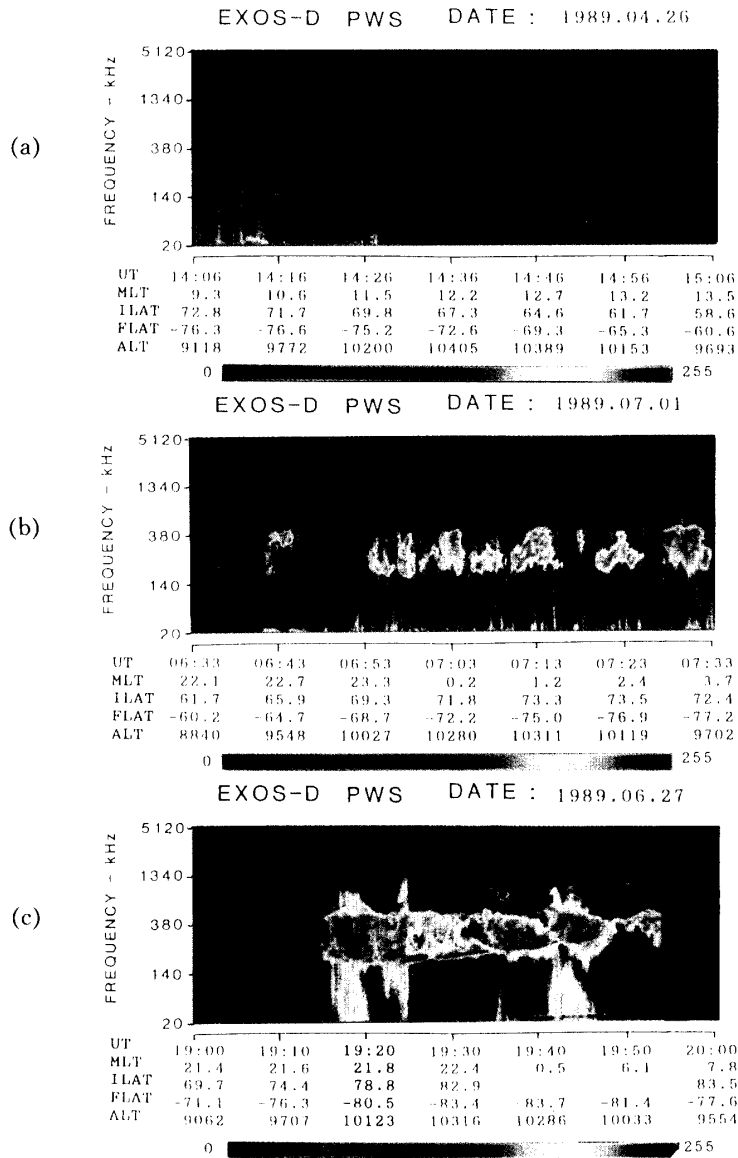 EXOS-D PWS DATE : 1989.04.26
(a)
FREQUENCY - kHz
5120
1340
380
140
20
UT 14:06 14:16 14:26 14:36 14:46 14:56 15:06
MLT 9.3 10.6 11.5 12.2 12.7 13.2 13.5
ILAT 72.8 71.7 69.8 67.3 64.6 61.7 58.6
FLAT -76.3 -76.6 -75.2 -72.6 -69.3 -65.3 -60.6
ALT 9118 9772 10200 10405 10389 10153 9693
0 255
EXOS-D PWS DATE : 1989.07.01
(b)
FREQUENCY - kHz
5120
1340
380
140
20
UT 06:33 06:43 06:53 07:03 07:13 07:23 07:33
MLT 22.1 22.7 23.3 0.2 1.2 2.4 3.7
ILAT 61.7 65.9 69.3 71.8 73.3 73.5 72.4
FLAT -60.2 -64.7 -68.7 -72.2 -75.0 -76.9 -77.2
ALT 8840 9548 10027 10280 10311 10119 9702
0 255
EXOS-D PWS DATE : 1989.06.27
(c)
FREQUENCY - kHz
5120
1340
380
140
20
UT 19:00 19:10 19:20 19:30 19:40 19:50 20:00
MLT 21.4 21.6 21.8 22.4 0.5 6.1 7.8
ILAT 69.7 74.4 78.8 82.9 83.5
FLAT -71.1 -76.3 -80.5 -83.4 -83.7 -81.4 -77.6
ALT 9062 9707 10123 10316 10286 10033 9554
0 255